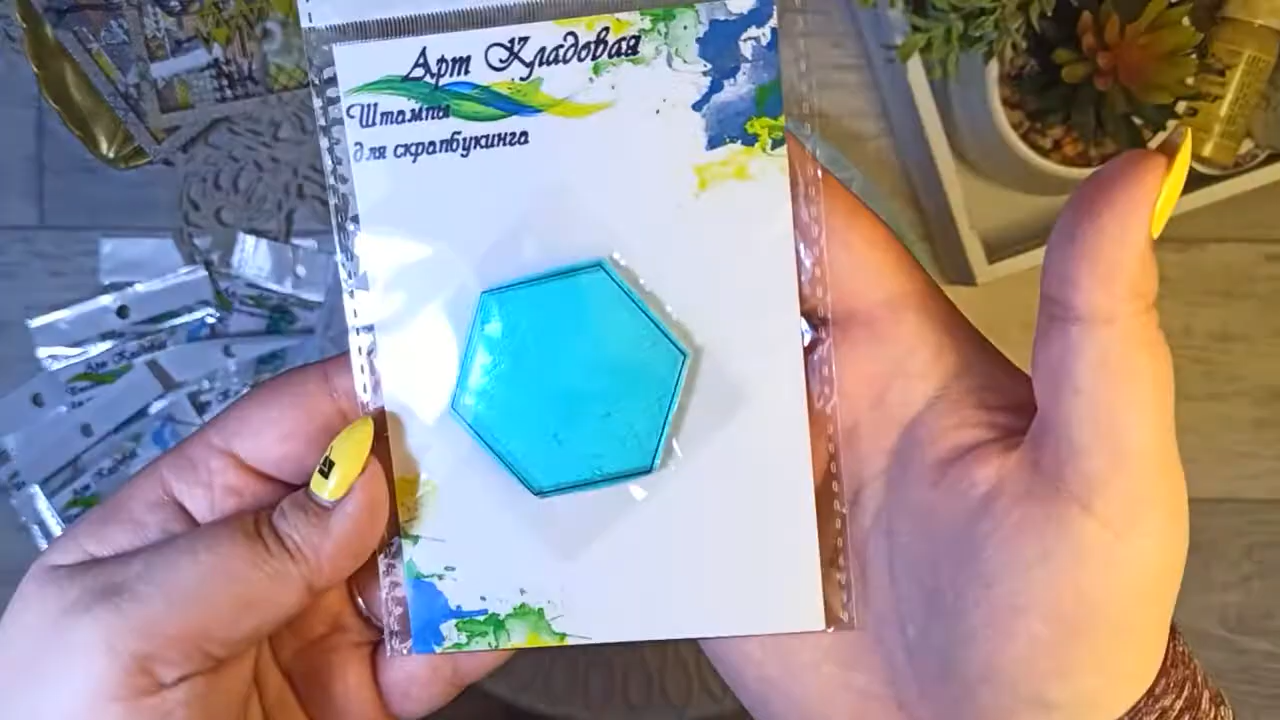 Арт Кладовая
Штампы
для скрапбукинга